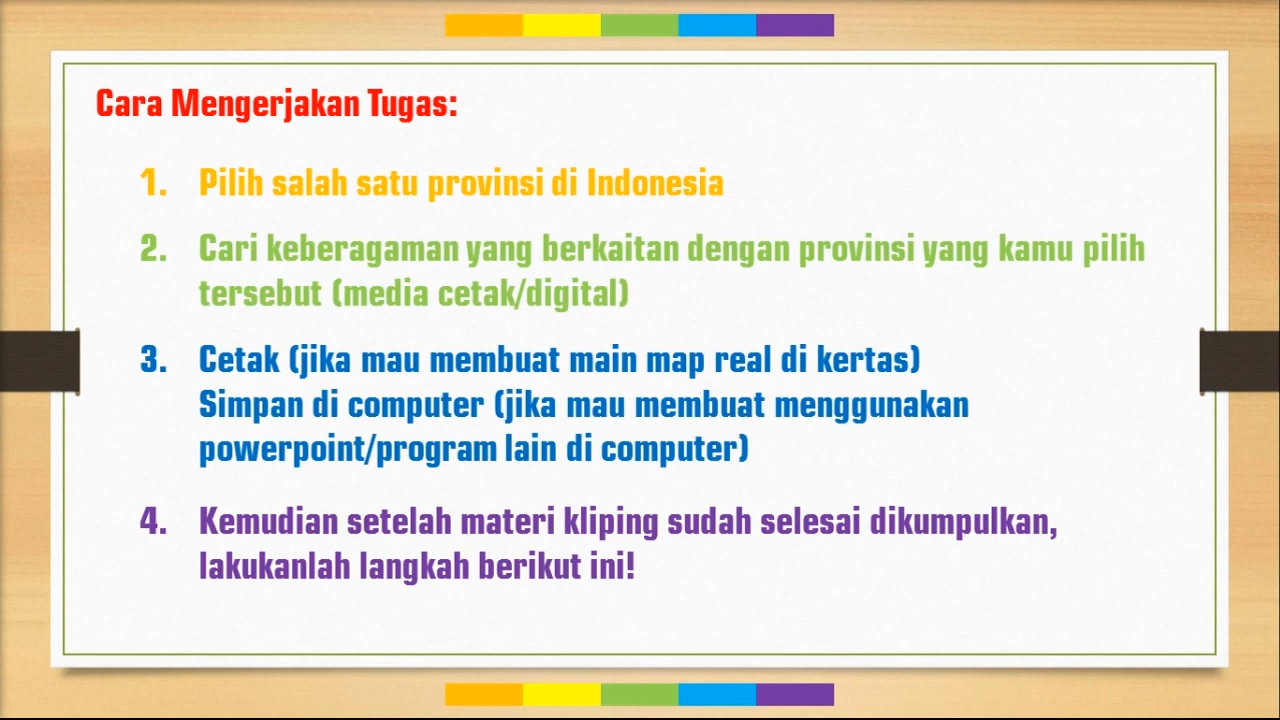 Cara Mengerjakan Tugas:
1. Pilih salah satu provinsi di Indonesia
2. Cari keberagaman yang berkaitan dengan provinsi yang kamu pilih
tersebut (media cetak/digital)
3. Cetak (jika mau membuat main map real di kertas)
Simpan di computer (jika mau membuat menggunakan
powerpoint/program lain di computer)
4. Kemudian setelah materi kliping sudah selesai dikumpulkan,
lakukanlah langkah berikut ini!